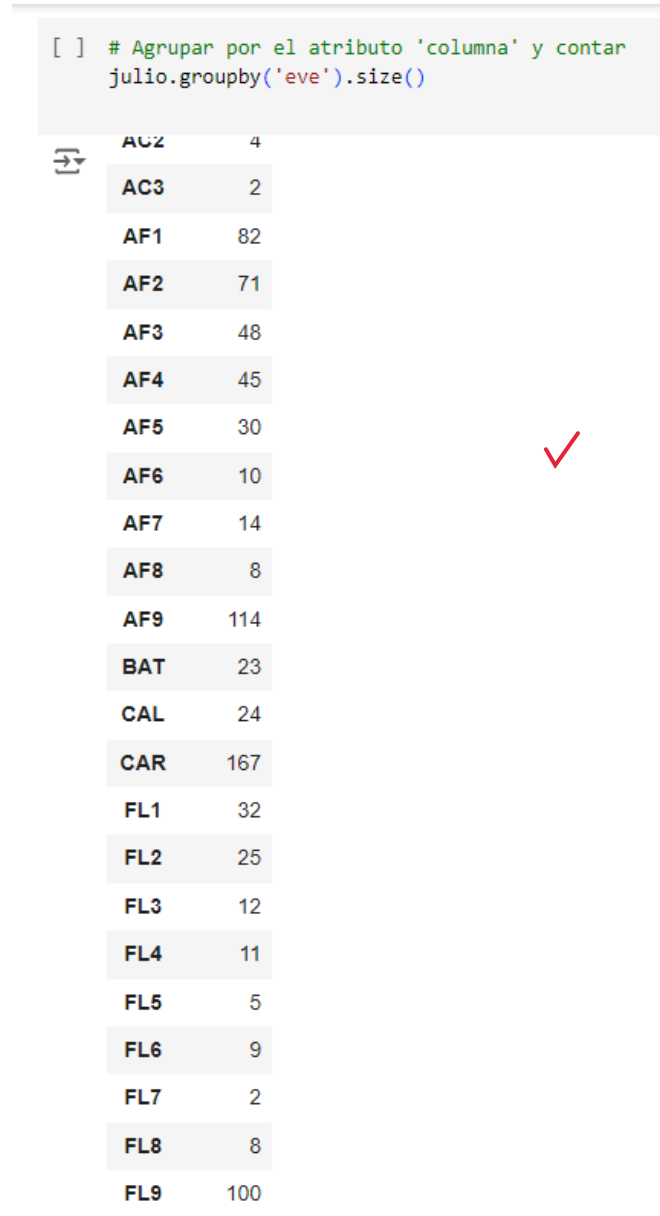 [ ] # Agrupar por el atributo 'columna' y contar
julio.groupby('eve').size()
AC2 4
AC3 2
AF1 82
AF2 71
AF3 48
AF4 45
AF5 30
AF6 10
AF7 14
AF8 8
AF9 114
BAT 23
CAL 24
CAR 167
FL1 32
FL2 25
FL3 12
FL4 11
FL5 5
FL6 9
FL7 2
FL8 8
FL9 100